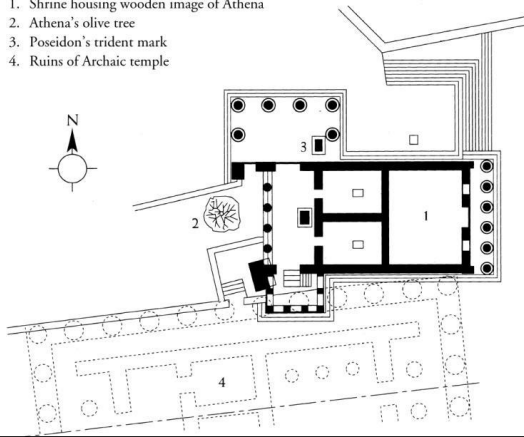 1. Shrine housing wooden image of Athena
2. Athena's olive tree
3. Poseidon's trident mark
4. Ruins of Archaic temple
N
3
2
1
4